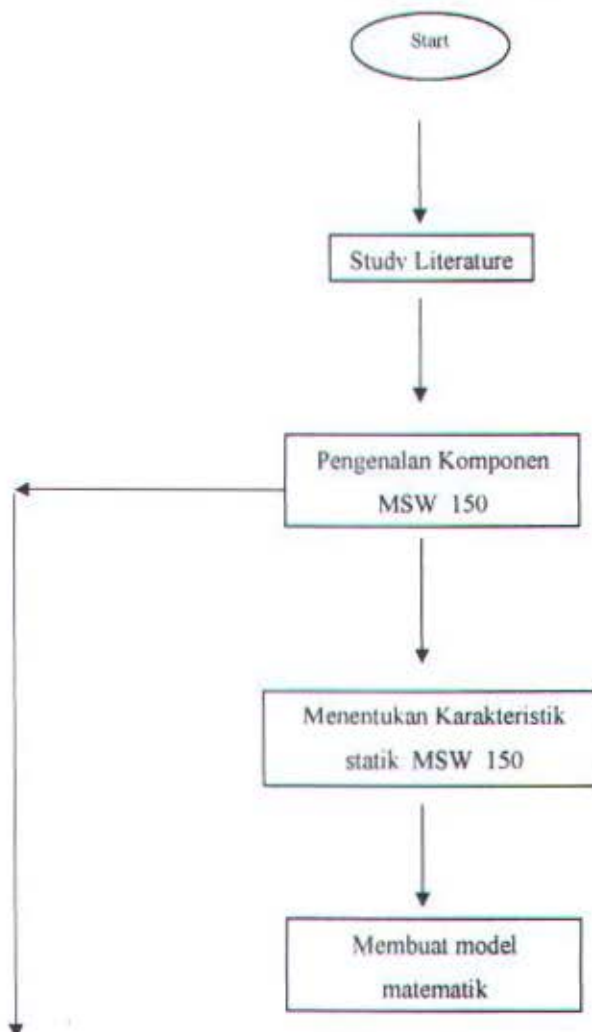 Start
Study Literature
Pengenalan Komponen
MSW 150
Menentukan Karakteristik
statik MSW 150
Membuat model
matematik